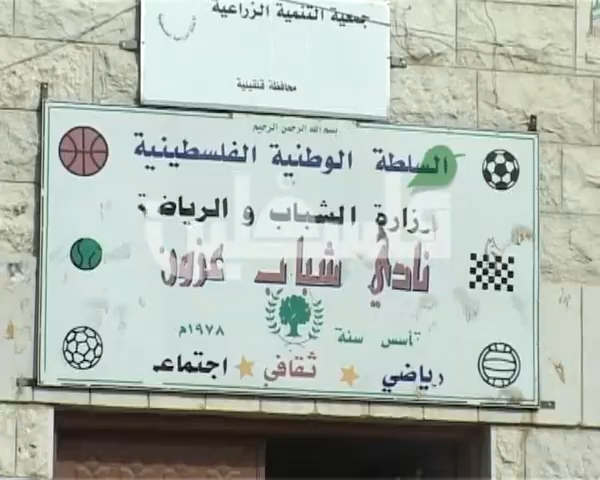 جمعية التنمية الزراعية
محافظة قلقيلية
بسم الله الرحمن الرحيم
السلطة الوطنية الفلسطينية
وزارة الشباب و الرياضة
نادي شباب عزون
تأسس سنة ١٩٧٨م
رياضي ثقافي اجتماعي
فلسطين